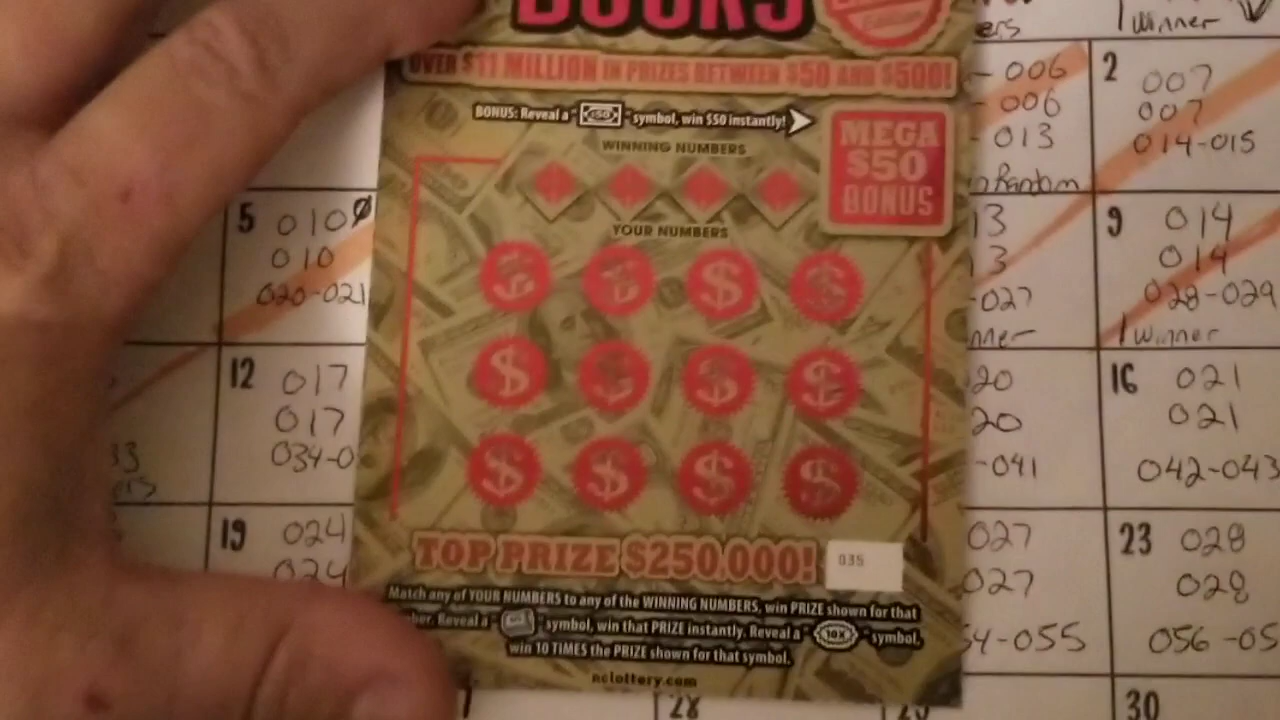 BUCKS
Edition
OVER $11 MILLION IN PRIZES BETWEEN $50 AND $500!
BONUS: Reveal a "$50" symbol, win $50 instantly!
WINNING NUMBERS
MEGA
$50
BONUS
YOUR NUMBERS
TOP PRIZE $250,000!
035
Match any of YOUR NUMBERS to any of the WINNING NUMBERS, win PRIZE shown for that
symbol, win that PRIZE instantly. Reveal a "10X" symbol,
win 10 TIMES the PRIZE shown for that symbol.
nclottery.com
ers
1 Winner
- 006
006
- 013
Random
2
007
007
014-015
5
010
010
020-021
13
13
-027
9
014
014
028-029
1 Winner
12
017
017
034-0
20
20
-041
16
021
021
042-043
19
024
024
027
027
54-055
23
028
028
056-05
28
29
30